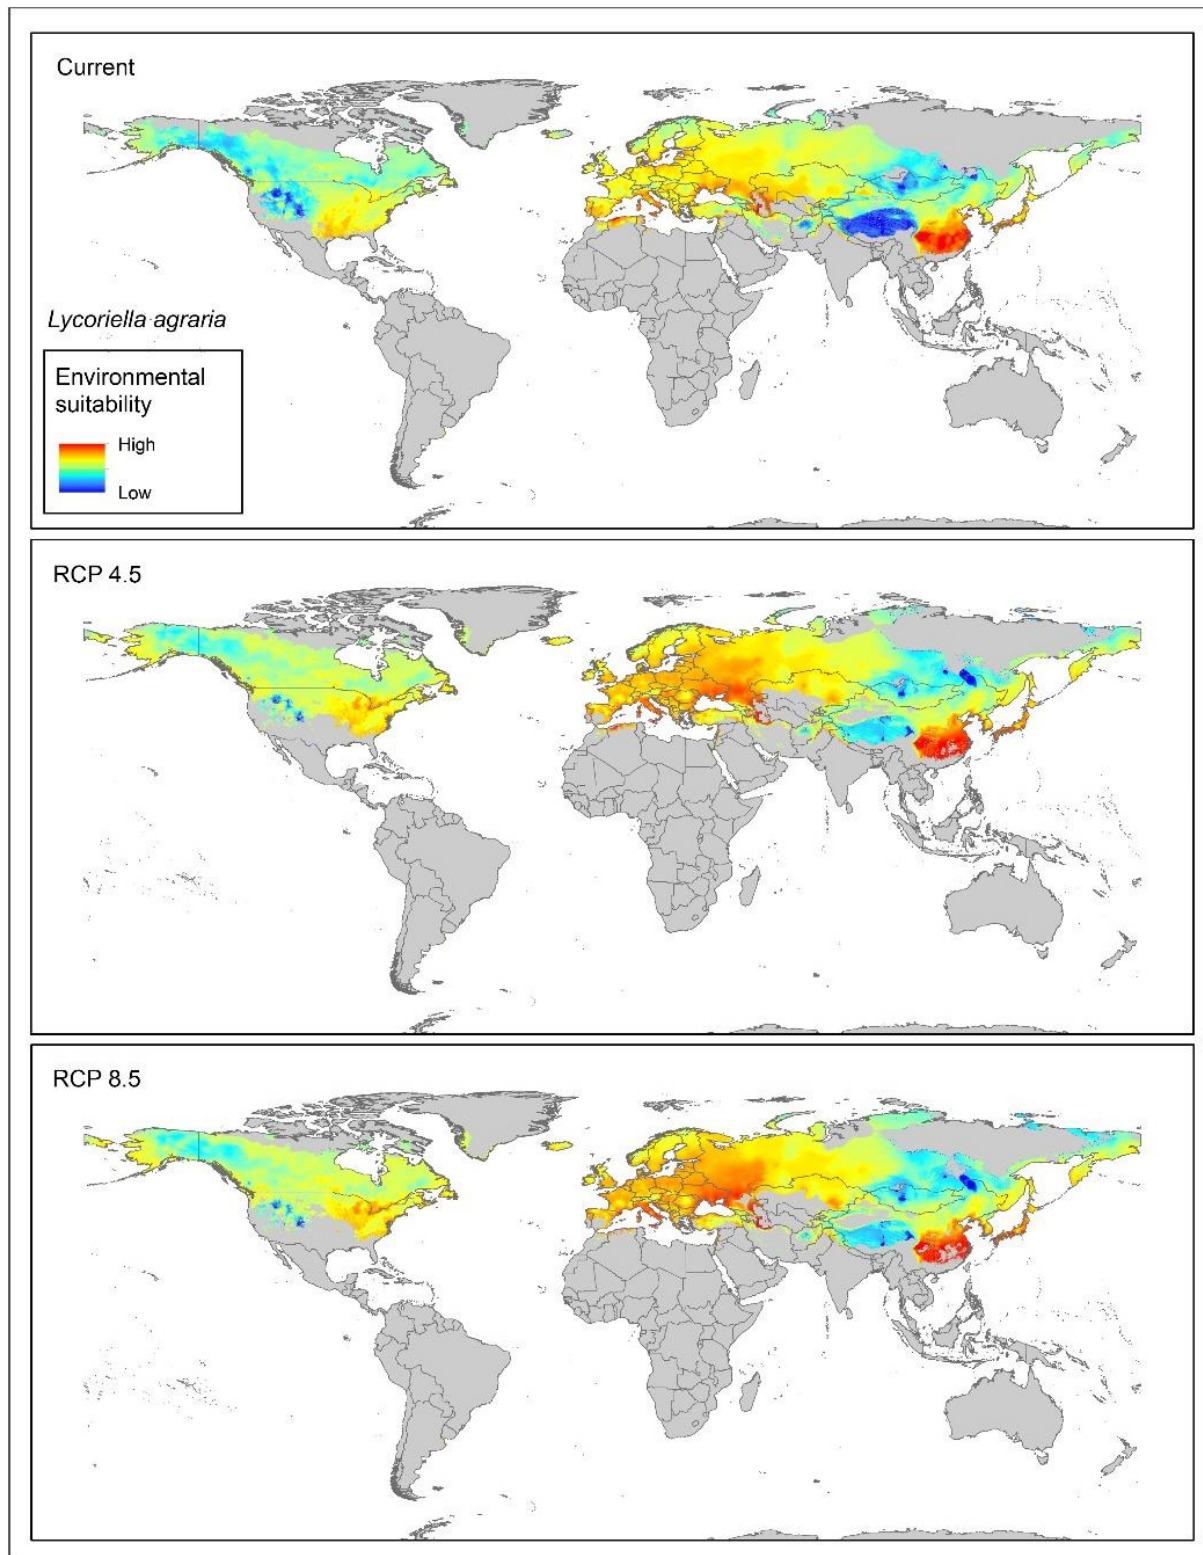 Current
Lycoriella agraria
Environmental
suitability
High
Low
RCP 4.5
RCP 8.5